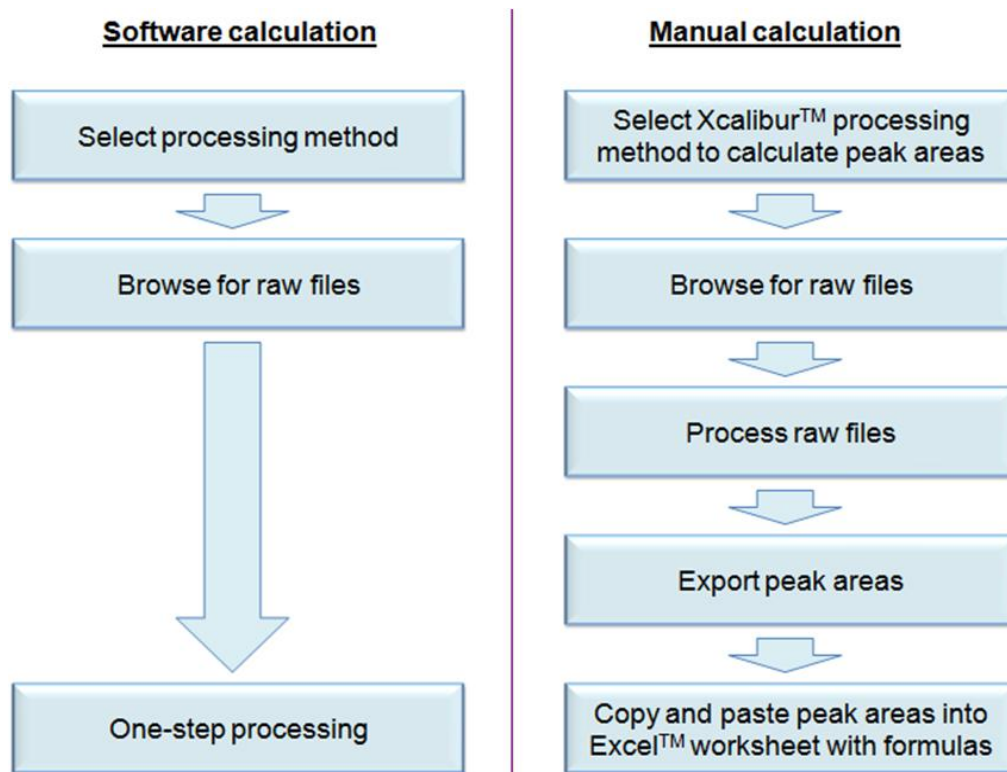 Software calculation
Select processing method
Browse for raw files
One-step processing
Manual calculation
Select Xcalibur™ processing
method to calculate peak areas
Browse for raw files
Process raw files
Export peak areas
Copy and paste peak areas into
Excel™ worksheet with formulas